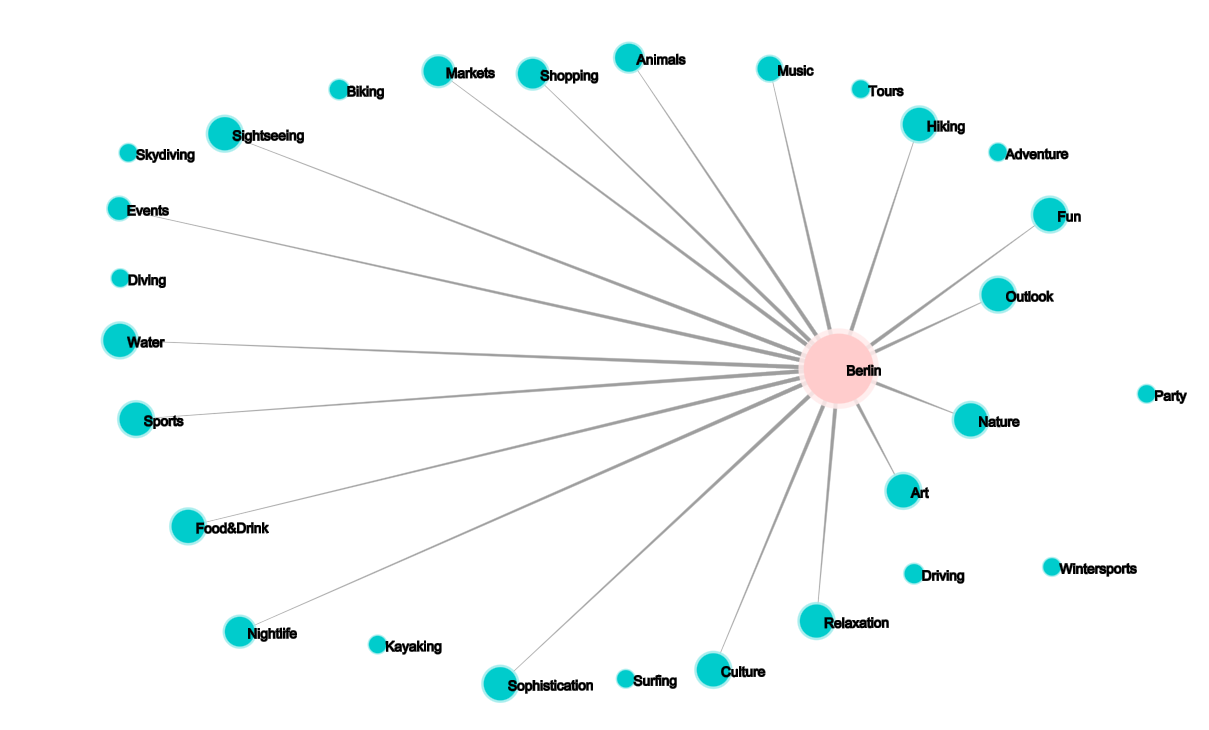 Animals
Music
Markets
Shopping
Biking
Tours
Hiking
Sightseeing
Skydiving
Adventure
Events
Fun
Diving
Outlook
Water
Berlin
Party
Sports
Nature
Art
Food&Drink
Wintersports
Driving
Relaxation
Nightlife
Kayaking
Culture
Surfing
Sophistication